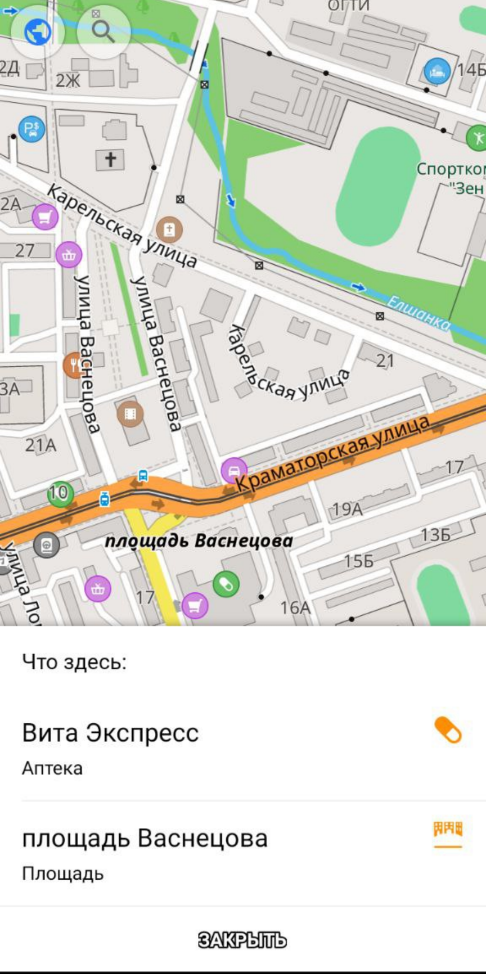 ОГТИ
2Д
2Ж
14Б
P$
Спортко
"Зен
2А
Карельская улица
27
улица Васнецова
улица Васнецова
Елшанка
Карельская улица
21
3А
21А
Краматорская улица
10
17
19А
площадь Васнецова
13Б
15Б
улица Ло
17
16А
Что здесь:
Вита Экспресс
Аптека
площадь Васнецова
Площадь
ЗАКРЫТЬ